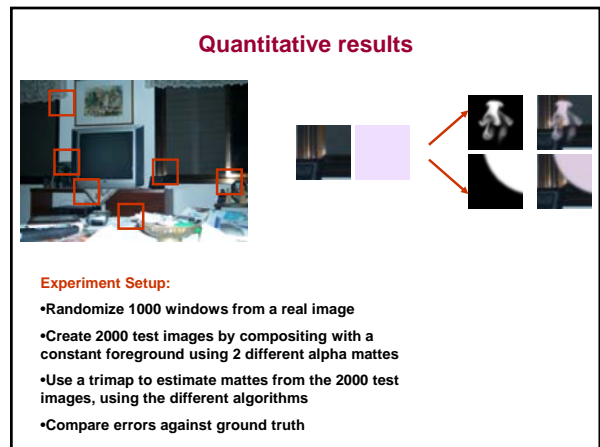 Quantitative results
Experiment Setup:
•Randomize 1000 windows from a real image
•Create 2000 test images by compositing with a
constant foreground using 2 different alpha mattes
•Use a trimap to estimate mattes from the 2000 test
images, using the different algorithms
•Compare errors against ground truth